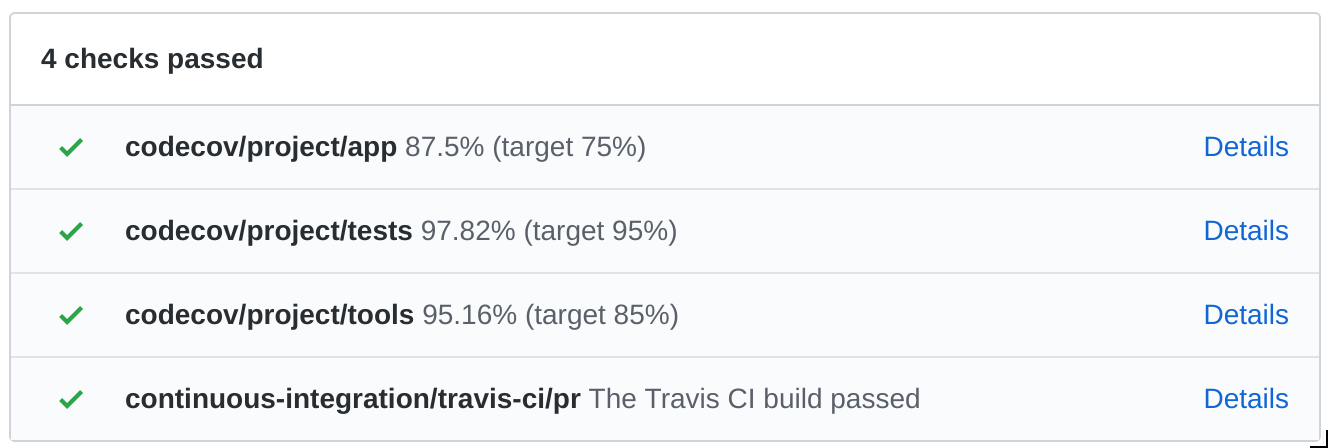 4 checks passed
codecov/project/app 87.5% (target 75%) Details
codecov/project/tests 97.82% (target 95%) Details
codecov/project/tools 95.16% (target 85%) Details
continuous-integration/travis-ci/pr The Travis CI build passed Details